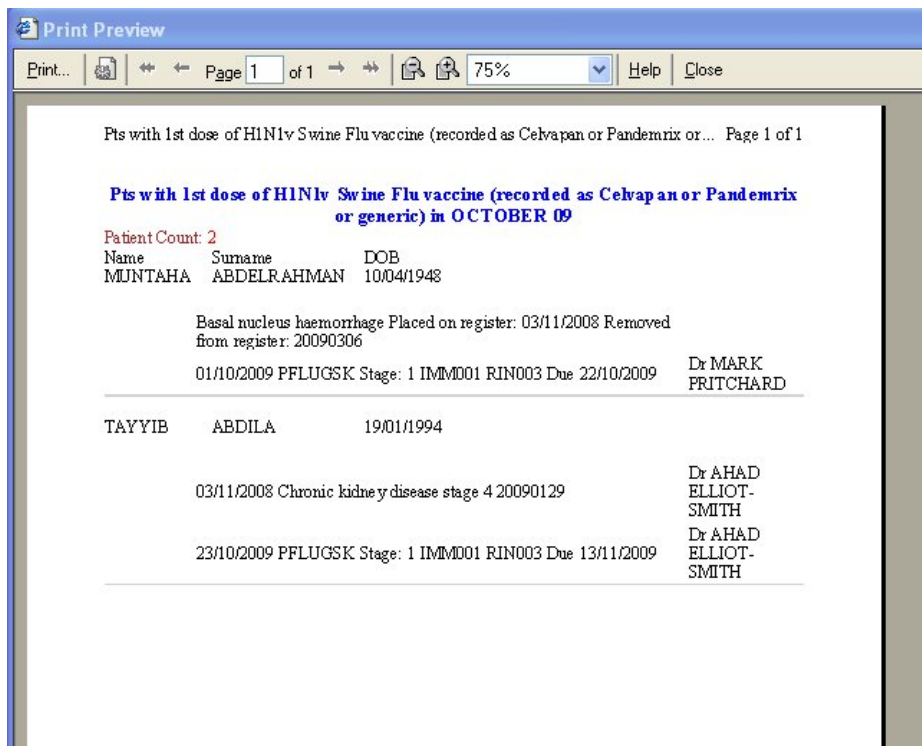 Print Preview
Print... Page 1 of 1 75% Help Close
Pts with 1st dose of H1N1v Swine Flu vaccine (recorded as Celvapan or Pandemrix or... Page 1 of 1
Pts with 1st dose of H1N1v Swine Flu vaccine (recorded as Celvapan or Pandemrix
or generic) in OCTOBER 09
Patient Count: 2
Name Surname DOB
MUNTAHA ABDELRAHMAN 10/04/1948
Basal nucleus haemorrhage Placed on register: 03/11/2008 Removed
from register: 20090306
01/10/2009 PFLUGSK Stage: 1 IMM001 RIN003 Due 22/10/2009
Dr MARK
PRITCHARD
TAYYIB ABDILA 19/01/1994
03/11/2008 Chronic kidney disease stage 4 20090129
Dr AHAD
ELLIOT-
SMITH
23/10/2009 PFLUGSK Stage: 1 IMM001 RIN003 Due 13/11/2009
Dr AHAD
ELLIOT-
SMITH